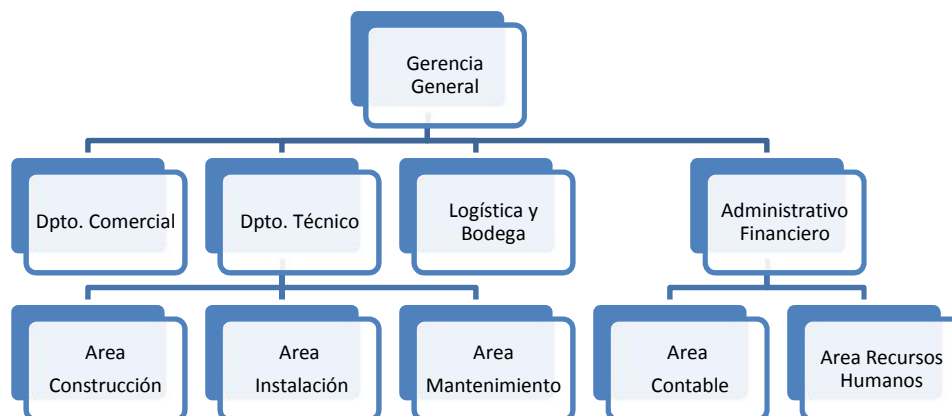 Gerencia
General
Dpto. Comercial
Dpto. Técnico
Logística y
Bodega
Administrativo
Financiero
Area
Construcción
Area
Instalación
Area
Mantenimiento
Area
Contable
Area Recursos
Humanos